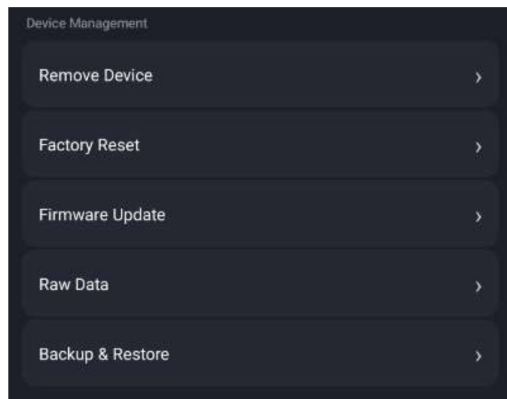 Device Management
Remove Device
Factory Reset
Firmware Update
Raw Data
Backup & Restore